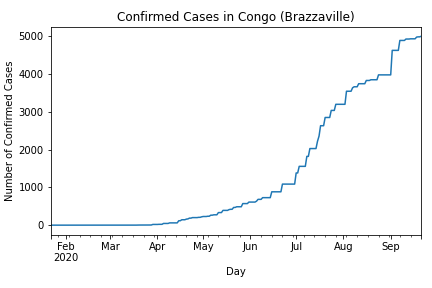 Confirmed Cases in Congo (Brazzaville)
5000
4000
3000
2000
1000
0
Number of Confirmed Cases
Feb Mar Apr May Jun Jul Aug Sep
2020
Day